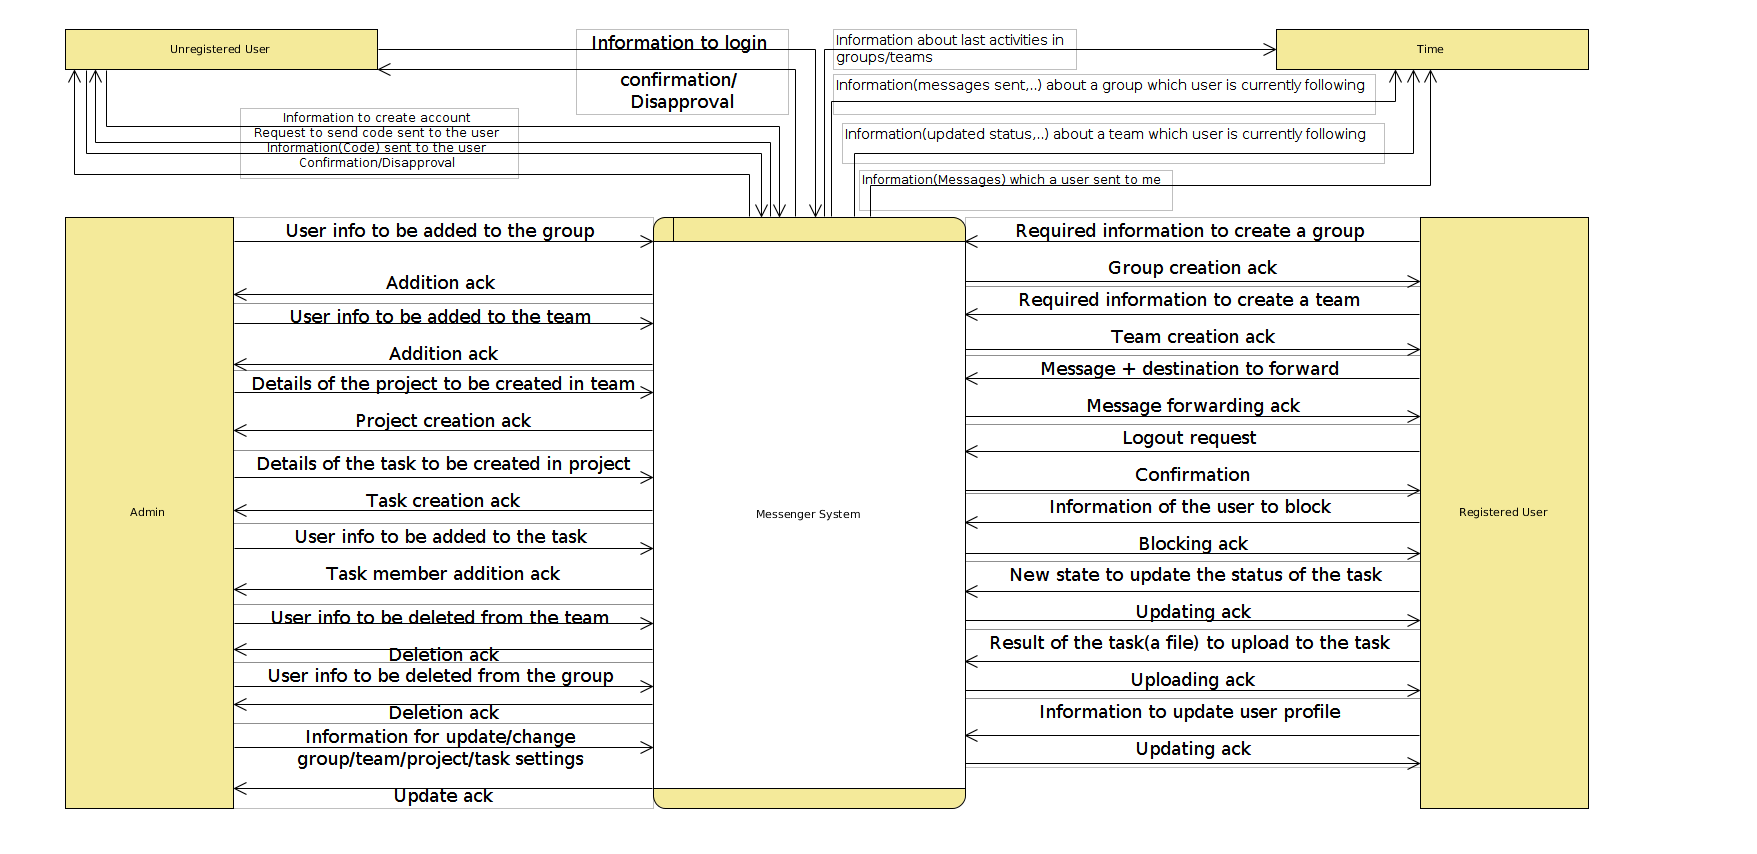 Unregistered User
Information to login
confirmation/
Disapproval
Information about last activities in
groups/teams
Time
Information(messages sent,..) about a group which user is currently following
Information to create account
Request to send code sent to the user
Information(Code) sent to the user
Confirmation/Disapproval
Information(updated status,..) about a team which user is currently following
Information(Messages) which a user sent to me
Admin
User info to be added to the group
Addition ack
User info to be added to the team
Addition ack
Details of the project to be created in team
Project creation ack
Details of the task to be created in project
Task creation ack
User info to be added to the task
Task member addition ack
User info to be deleted from the team
Deletion ack
User info to be deleted from the group
Deletion ack
Information for update/change
group/team/project/task settings
Update ack
Messenger System
Required information to create a group
Group creation ack
Required information to create a team
Team creation ack
Message + destination to forward
Message forwarding ack
Logout request
Confirmation
Information of the user to block
Blocking ack
New state to update the status of the task
Updating ack
Result of the task(a file) to upload to the task
Uploading ack
Information to update user profile
Updating ack
Registered User